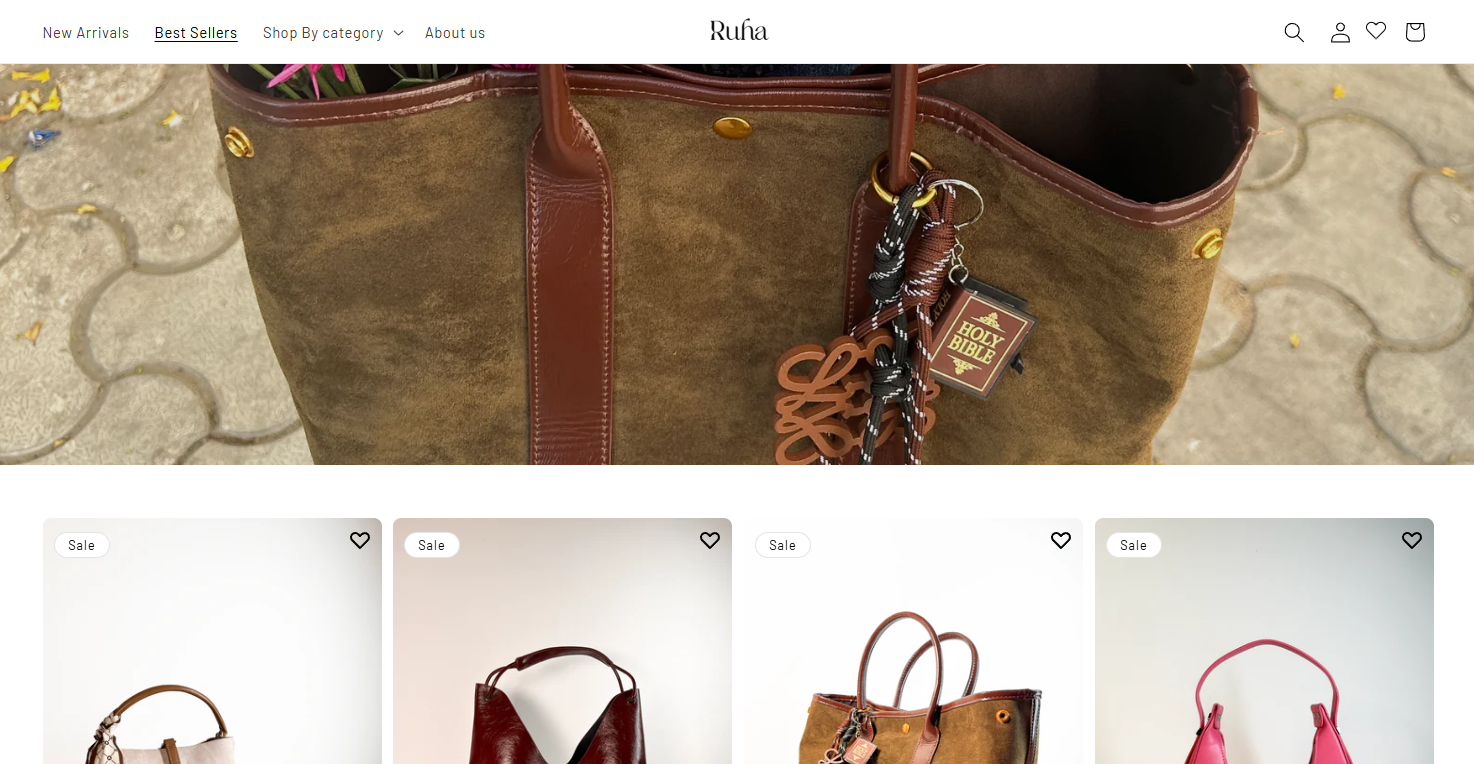 New Arrivals
Best Sellers
Shop By category
About us
Ruha
HOLY
BIBLE
Sale
Sale
Sale
Sale